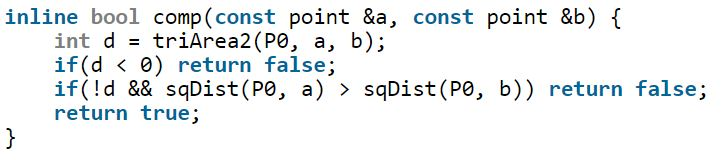 inline bool comp(const point &a, const point &b) {
    int d = triArea2(P0, a, b);
    if(d < 0) return false;
    if(!d && sqDist(P0, a) > sqDist(P0, b)) return false;
    return true;
}